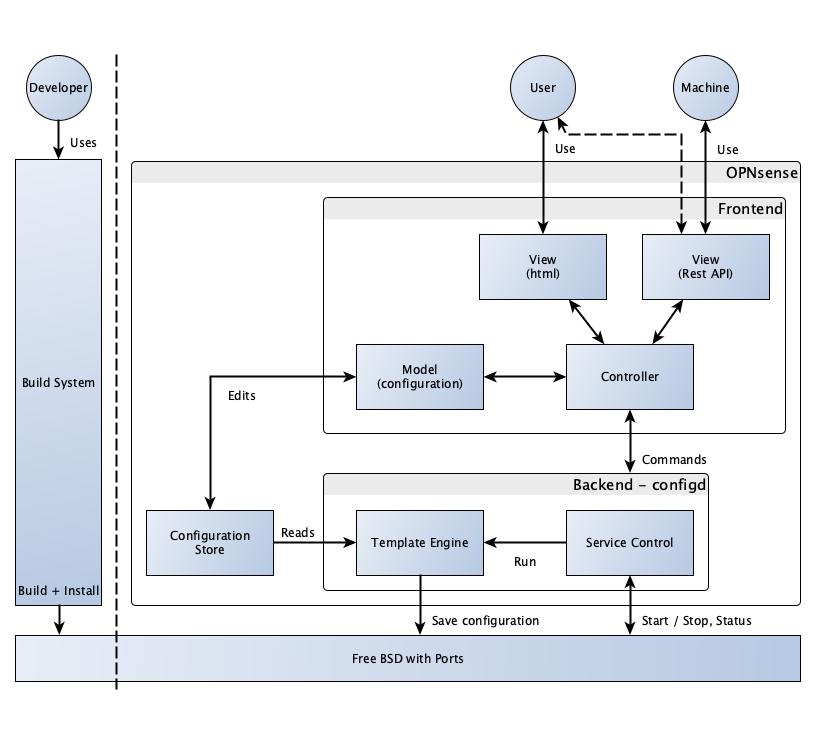 Developer
User
Machine
Uses
Use
Use
OPNsense
Frontend
View
(html)
View
(Rest API)
Build System
Model
(configuration)
Controller
Edits
Commands
Backend - configd
Configuration
Store
Reads
Template Engine
Run
Service Control
Build + Install
Save configuration
Start / Stop, Status
Free BSD with Ports